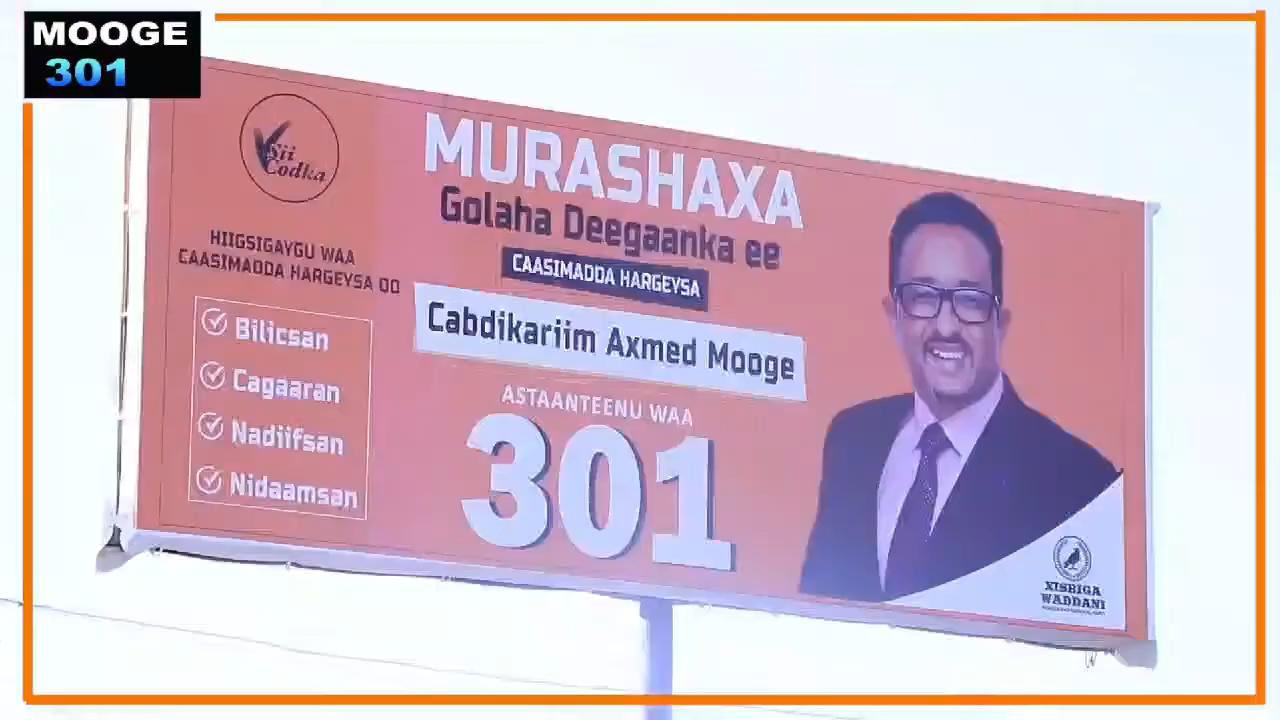 MOOGE
301
Sii
Codka
HIIGSIGAYGU WAA
CAASIMADDA HARGEYSA OO
Bilicsan
Cagaaran
Nadiifsan
Nidaamsan
MURASHAXA
Golaha Deegaanka ee
CAASIMADDA HARGEYSA
Cabdikariim Axmed Mooge
ASTAANTEENU WAA
301
XISBIGA
WADDANI